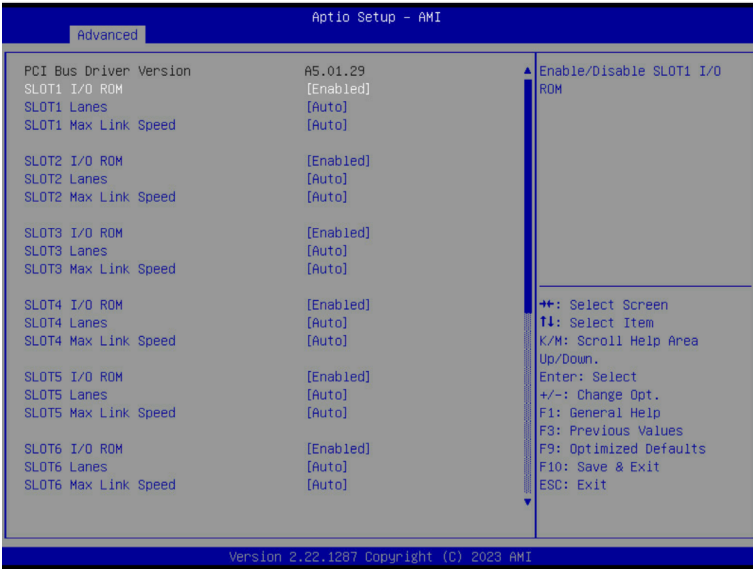 Aptio Setup – AMI
Advanced
PCI Bus Driver Version A5.01.29
SLOT1 I/O ROM [Enabled]
SLOT1 Lanes [Auto]
SLOT1 Max Link Speed [Auto]
SLOT2 I/O ROM [Enabled]
SLOT2 Lanes [Auto]
SLOT2 Max Link Speed [Auto]
SLOT3 I/O ROM [Enabled]
SLOT3 Lanes [Auto]
SLOT3 Max Link Speed [Auto]
SLOT4 I/O ROM [Enabled]
SLOT4 Lanes [Auto]
SLOT4 Max Link Speed [Auto]
SLOT5 I/O ROM [Enabled]
SLOT5 Lanes [Auto]
SLOT5 Max Link Speed [Auto]
SLOT6 I/O ROM [Enabled]
SLOT6 Lanes [Auto]
SLOT6 Max Link Speed [Auto]
Enable/Disable SLOT1 I/O
ROM
→←: Select Screen
↑↓: Select Item
K/M: Scroll Help Area
Up/Down.
Enter: Select
+/-: Change Opt.
F1: General Help
F3: Previous Values
F9: Optimized Defaults
F10: Save & Exit
ESC: Exit
Version 2.22.1287 Copyright (C) 2023 AMI